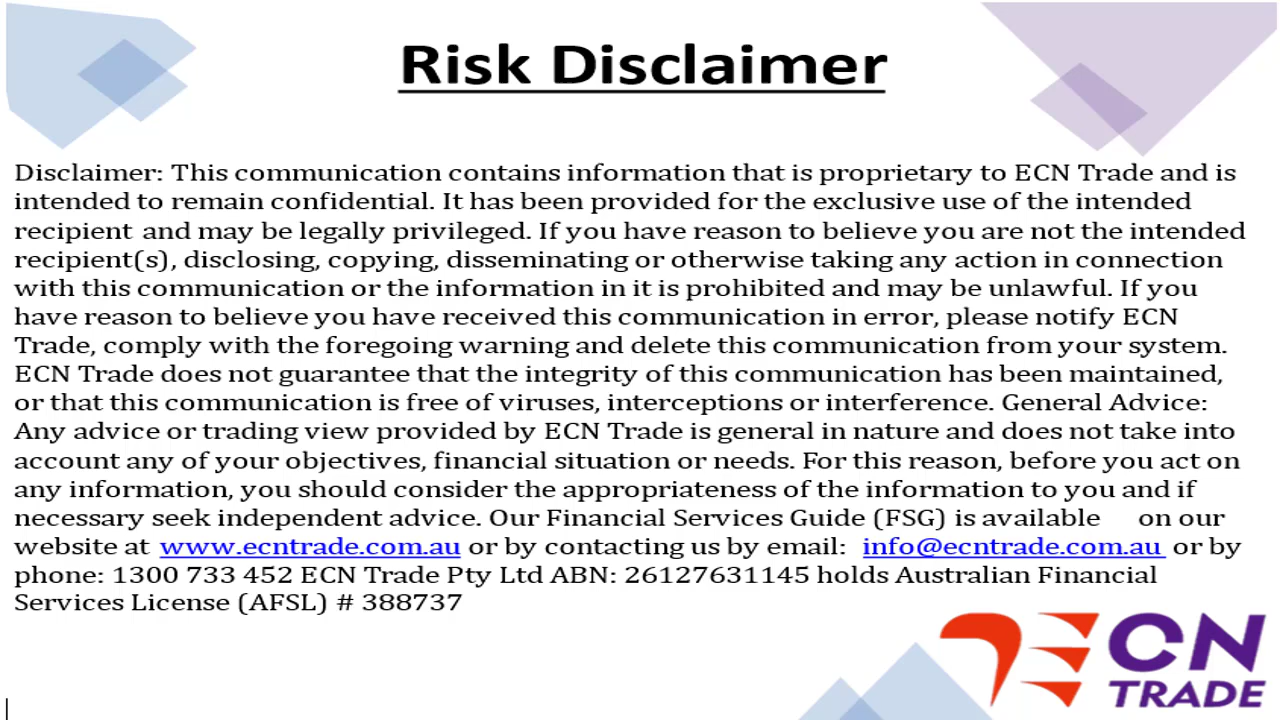 Risk Disclaimer
Disclaimer: This communication contains information that is proprietary to ECN Trade and is
intended to remain confidential. It has been provided for the exclusive use of the intended
recipient and may be legally privileged. If you have reason to believe you are not the intended
recipient(s), disclosing, copying, disseminating or otherwise taking any action in connection
with this communication or the information in it is prohibited and may be unlawful. If you
have reason to believe you have received this communication in error, please notify ECN
Trade, comply with the foregoing warning and delete this communication from your system.
ECN Trade does not guarantee that the integrity of this communication has been maintained,
or that this communication is free of viruses, interceptions or interference. General Advice:
Any advice or trading view provided by ECN Trade is general in nature and does not take into
account any of your objectives, financial situation or needs. For this reason, before you act on
any information, you should consider the appropriateness of the information to you and if
necessary seek independent advice. Our Financial Services Guide (FSG) is available on our
website at www.ecntrade.com.au or by contacting us by email: info@ecntrade.com.au or by
phone: 1300 733 452 ECN Trade Pty Ltd ABN: 26127631145 holds Australian Financial
Services License (AFSL) # 388737
ECN
TRADE